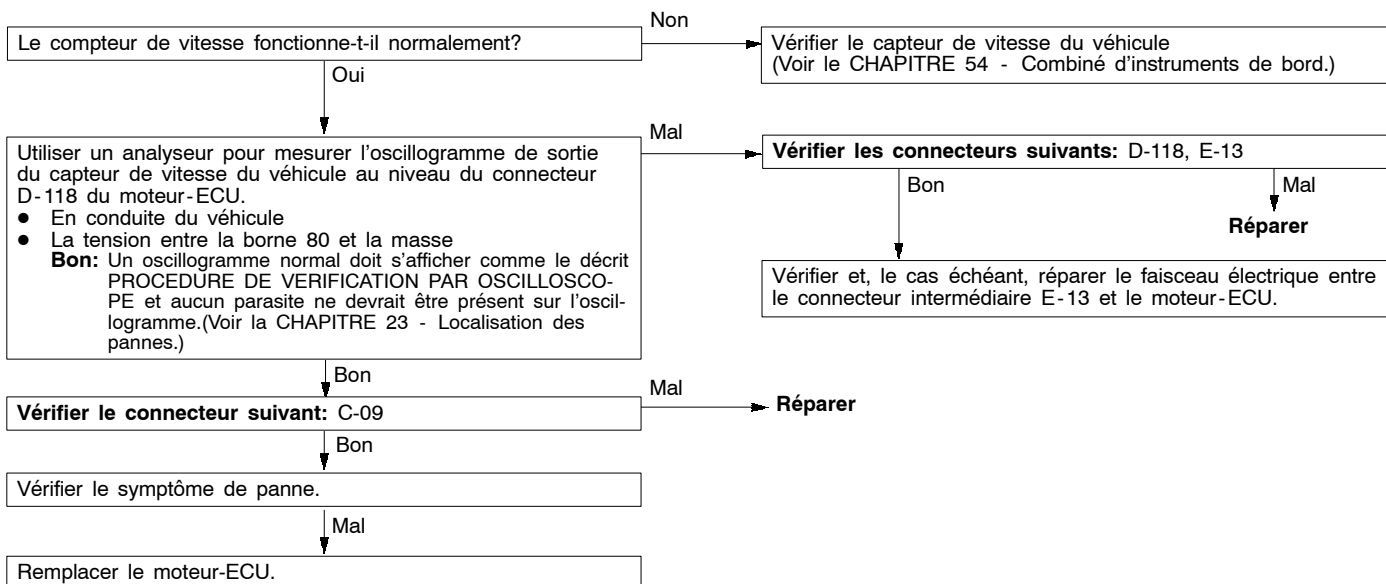 Le compteur de vitesse fonctionne-t-il normalement?
Non
Vérifier le capteur de vitesse du véhicule
(Voir le CHAPITRE 54 - Combiné d'instruments de bord.)
Oui
Utiliser un analyseur pour mesurer l'oscillogramme de sortie
du capteur de vitesse du véhicule au niveau du connecteur
D-118 du moteur-ECU.
● En conduite du véhicule
● La tension entre la borne 80 et la masse
Bon: Un oscillogramme normal doit s'afficher comme le décrit
PROCEDURE DE VERIFICATION PAR OSCILLOSCO-
PE et aucun parasite ne devrait être présent sur l'oscil-
logramme.(Voir la CHAPITRE 23 - Localisation des
pannes.)
Mal
Vérifier les connecteurs suivants: D-118, E-13
Bon
Mal
Réparer
Vérifier et, le cas échéant, réparer le faisceau électrique entre
le connecteur intermédiaire E-13 et le moteur-ECU.
Bon
Vérifier le connecteur suivant: C-09
Mal
Réparer
Bon
Vérifier le symptôme de panne.
Mal
Remplacer le moteur-ECU.